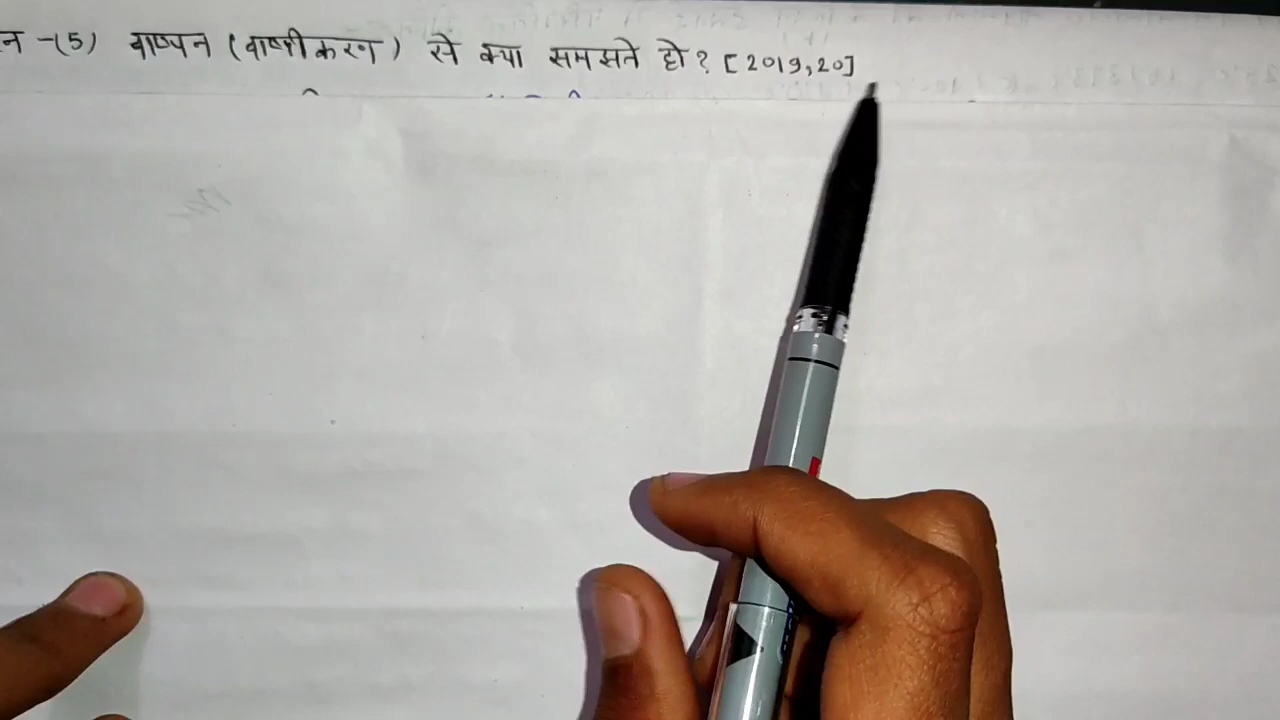 न -(5) वाष्पन (वाष्पीकरण) से क्या समझते हो? [2019,20]